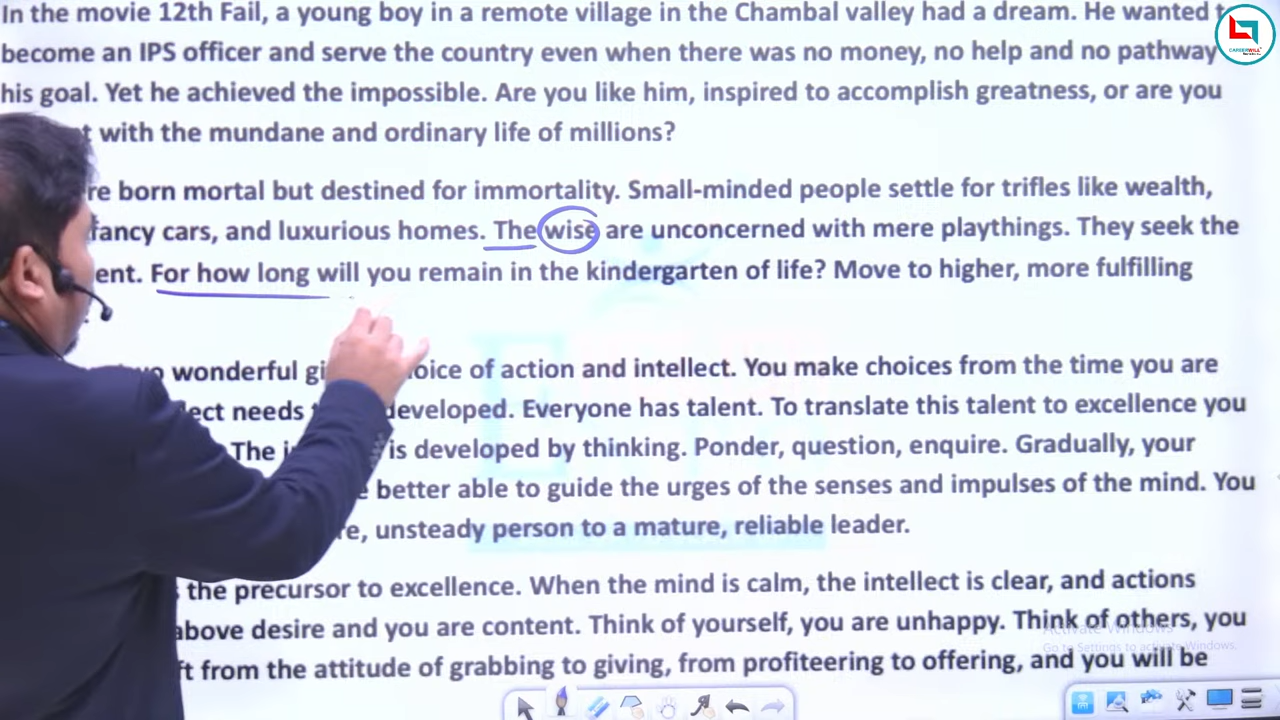 In the movie 12th Fail, a young boy in a remote village in the Chambal valley had a dream. He wanted
become an IPS officer and serve the country even when there was no money, no help and no pathway
his goal. Yet he achieved the impossible. Are you like him, inspired to accomplish greatness, or are you
with the mundane and ordinary life of millions?
born mortal but destined for immortality. Small-minded people settle for trifles like wealth,
fancy cars, and luxurious homes. The wise are unconcerned with mere playthings. They seek the
For how long will you remain in the kindergarten of life? Move to higher, more fulfilling
wonderful of action and intellect. You make choices from the time you are
needs developed. Everyone has talent. To translate this talent to excellence you
The is developed by thinking. Ponder, question, enquire. Gradually, your
better able to guide the urges of the senses and impulses of the mind. You
unsteady person to a mature, reliable leader.
the precursor to excellence. When the mind is calm, the intellect is clear, and actions
above desire and you are content. Think of yourself, you are unhappy. Think of others, you
from the attitude of grabbing to giving, from profiteering to offering, and you will be
CAREERWILL
Activate Windows
Go to Settings to activate Windows.